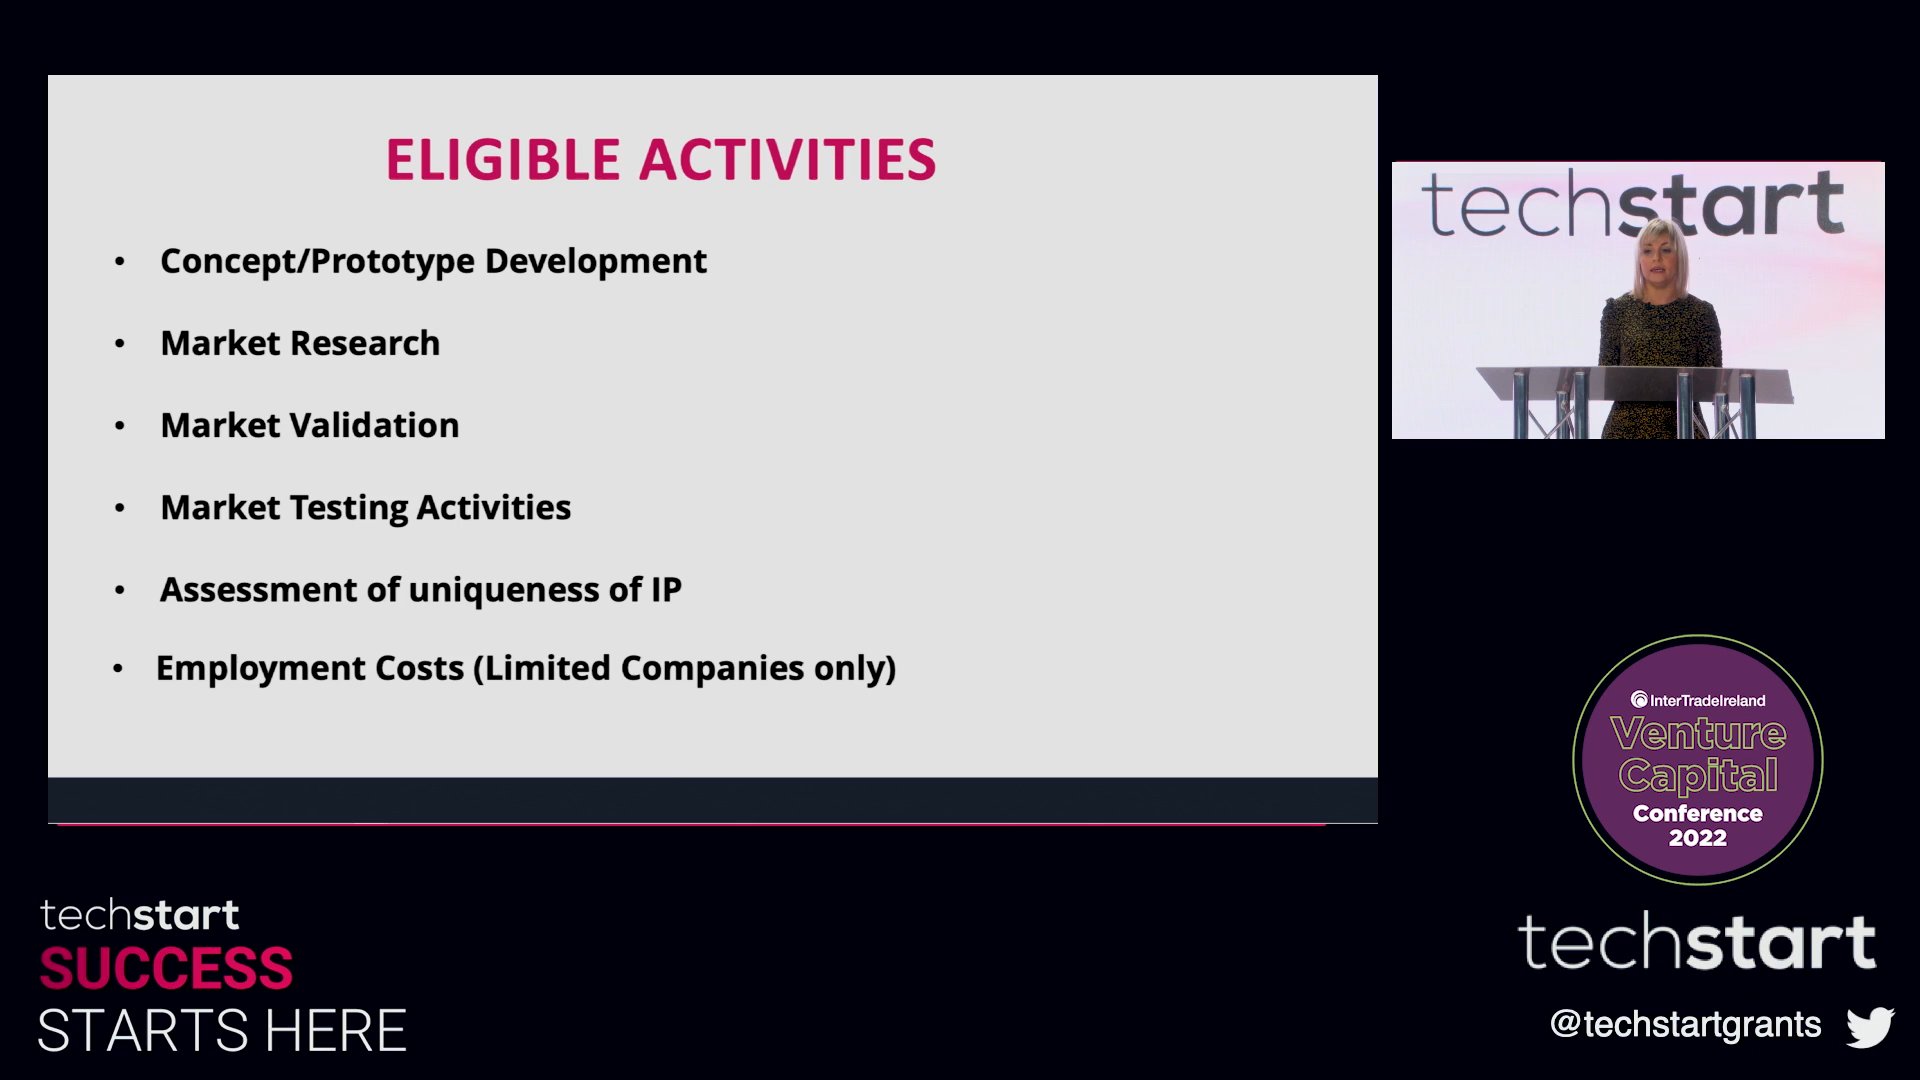 ELIGIBLE ACTIVITIES
• Concept/Prototype Development
• Market Research
• Market Validation
• Market Testing Activities
• Assessment of uniqueness of IP
• Employment Costs (Limited Companies only)
techstart
InterTradeIreland
Venture
Capital
Conference
2022
techstart
SUCCESS
STARTS HERE
techstart
@techstartgrants